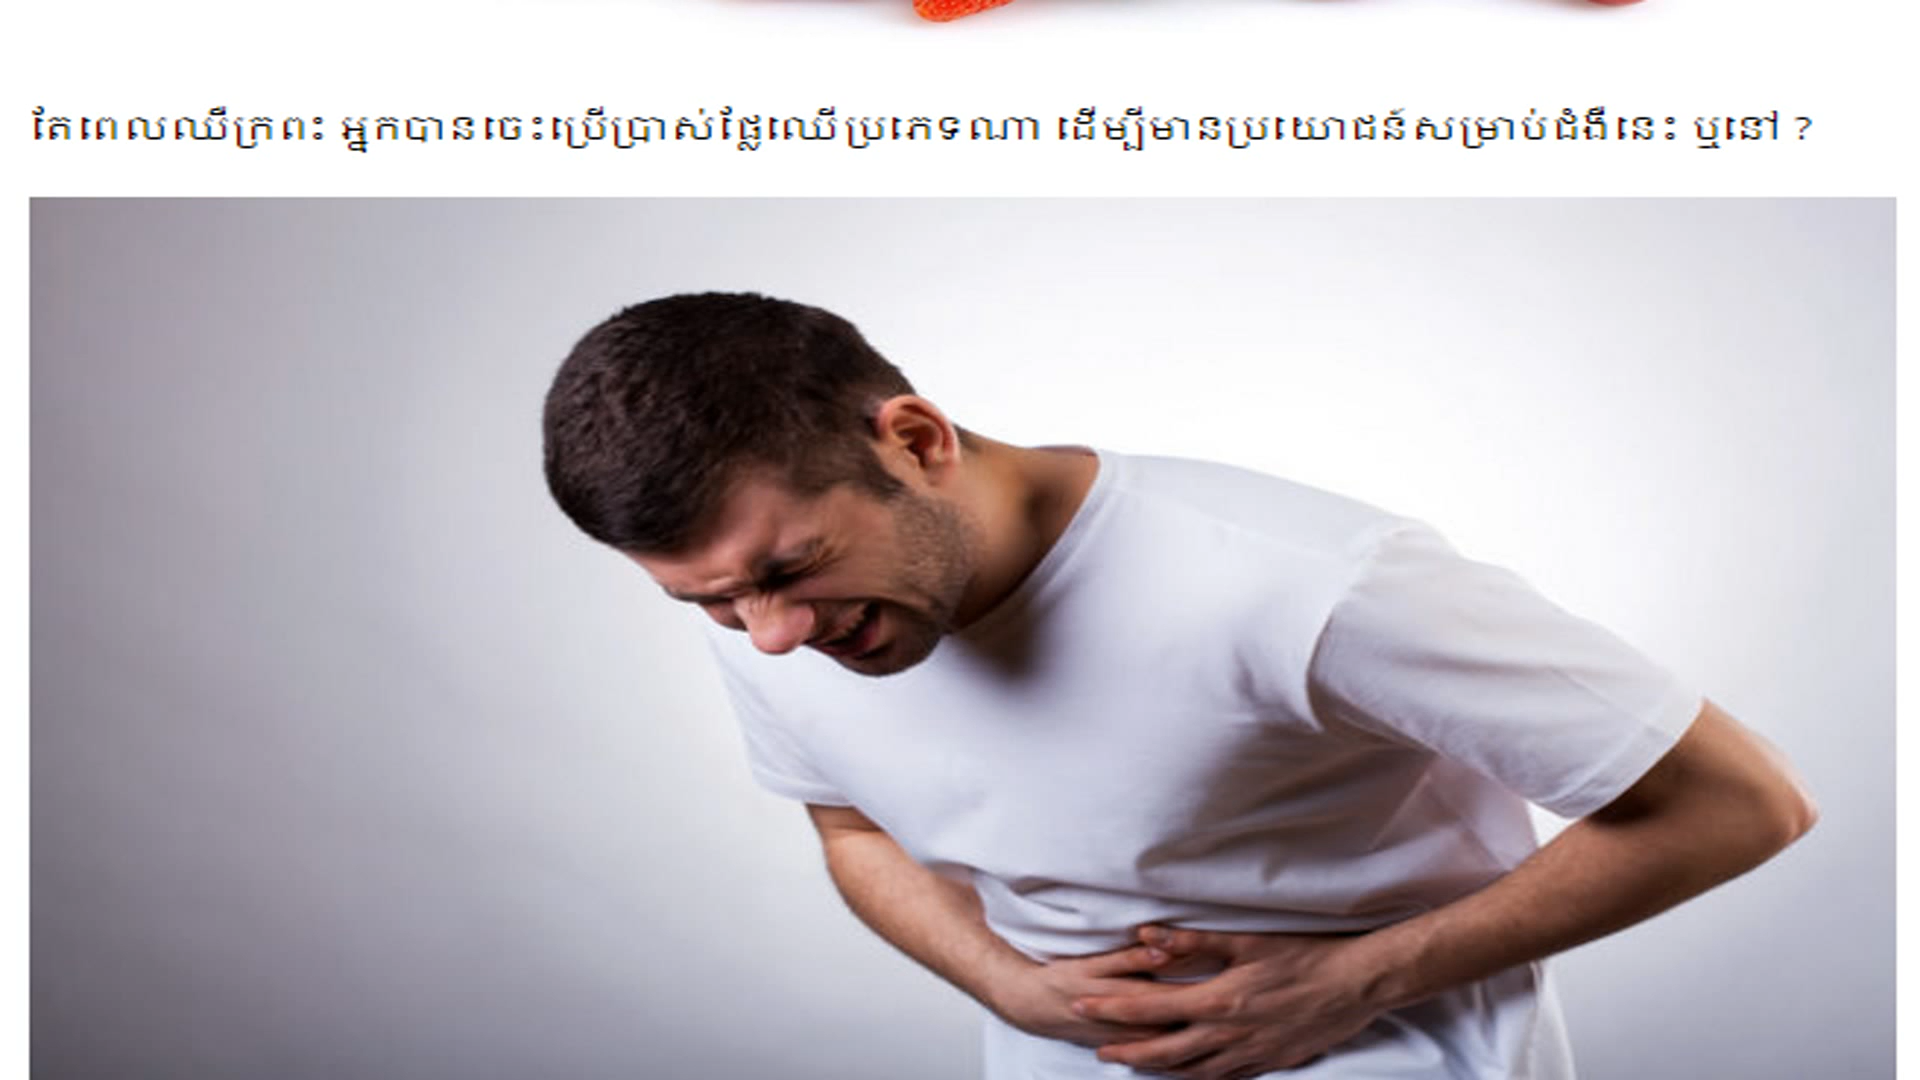 តែពេលឈឺក្រពះ អ្នកបានចេះប្រើប្រាស់ផ្លែឈើប្រភេទណា ដើម្បីមានប្រយោជន៍សម្រាប់ជំងឺនេះ ឬនៅ ?